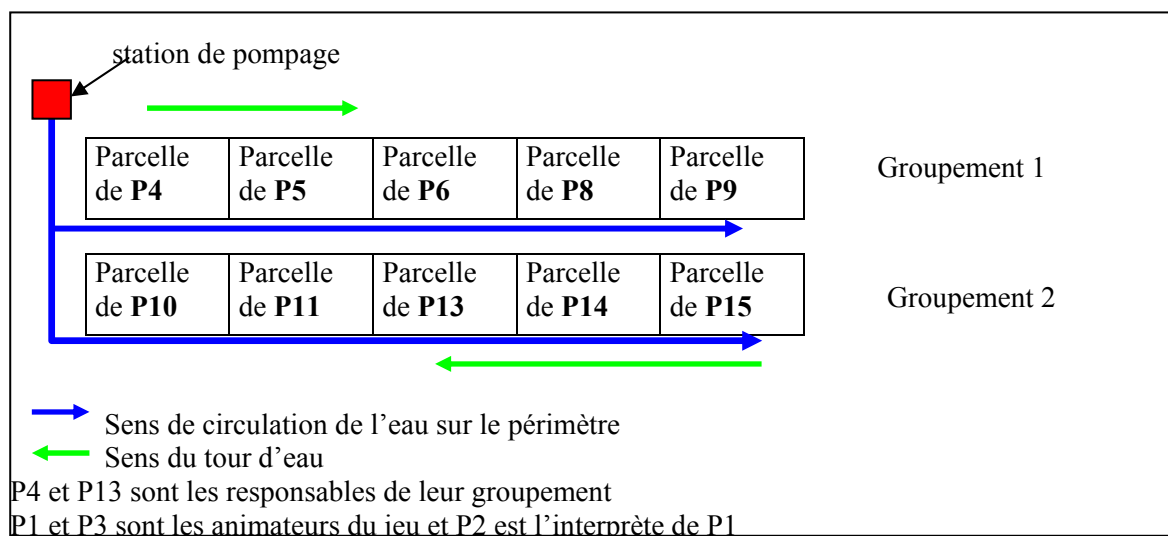 station de pompage
Parcelle de P4
Parcelle de P5
Parcelle de P6
Parcelle de P8
Parcelle de P9
Groupement 1
Parcelle de P10
Parcelle de P11
Parcelle de P13
Parcelle de P14
Parcelle de P15
Groupement 2
Sens de circulation de l'eau sur le périmètre
Sens du tour d'eau
P4 et P13 sont les responsables de leur groupement
P1 et P3 sont les animateurs du jeu et P2 est l'interprète de P1